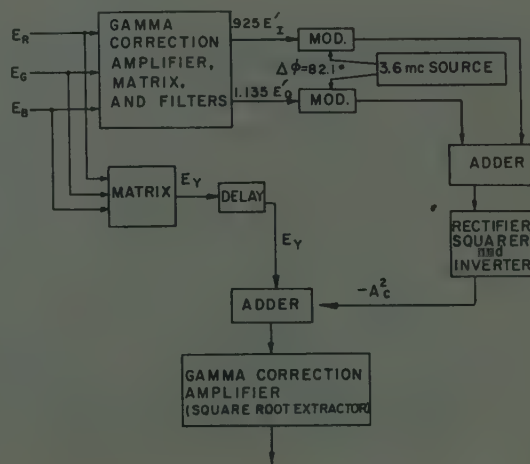 E_R
E_G
E_B
GAMMA
CORRECTION
AMPLIFIER,
MATRIX,
AND FILTERS
.925 E'_I
1.135 E'_Q
MOD.
Δϕ=82.1°
MOD.
3.6 mc SOURCE
ADDER
MATRIX
E_Y
DELAY
E_Y
RECTIFIER
SQUARER
and
INVERTER
-A_c^2
ADDER
GAMMA CORRECTION
AMPLIFIER
(SQUARE ROOT EXTRACTOR)